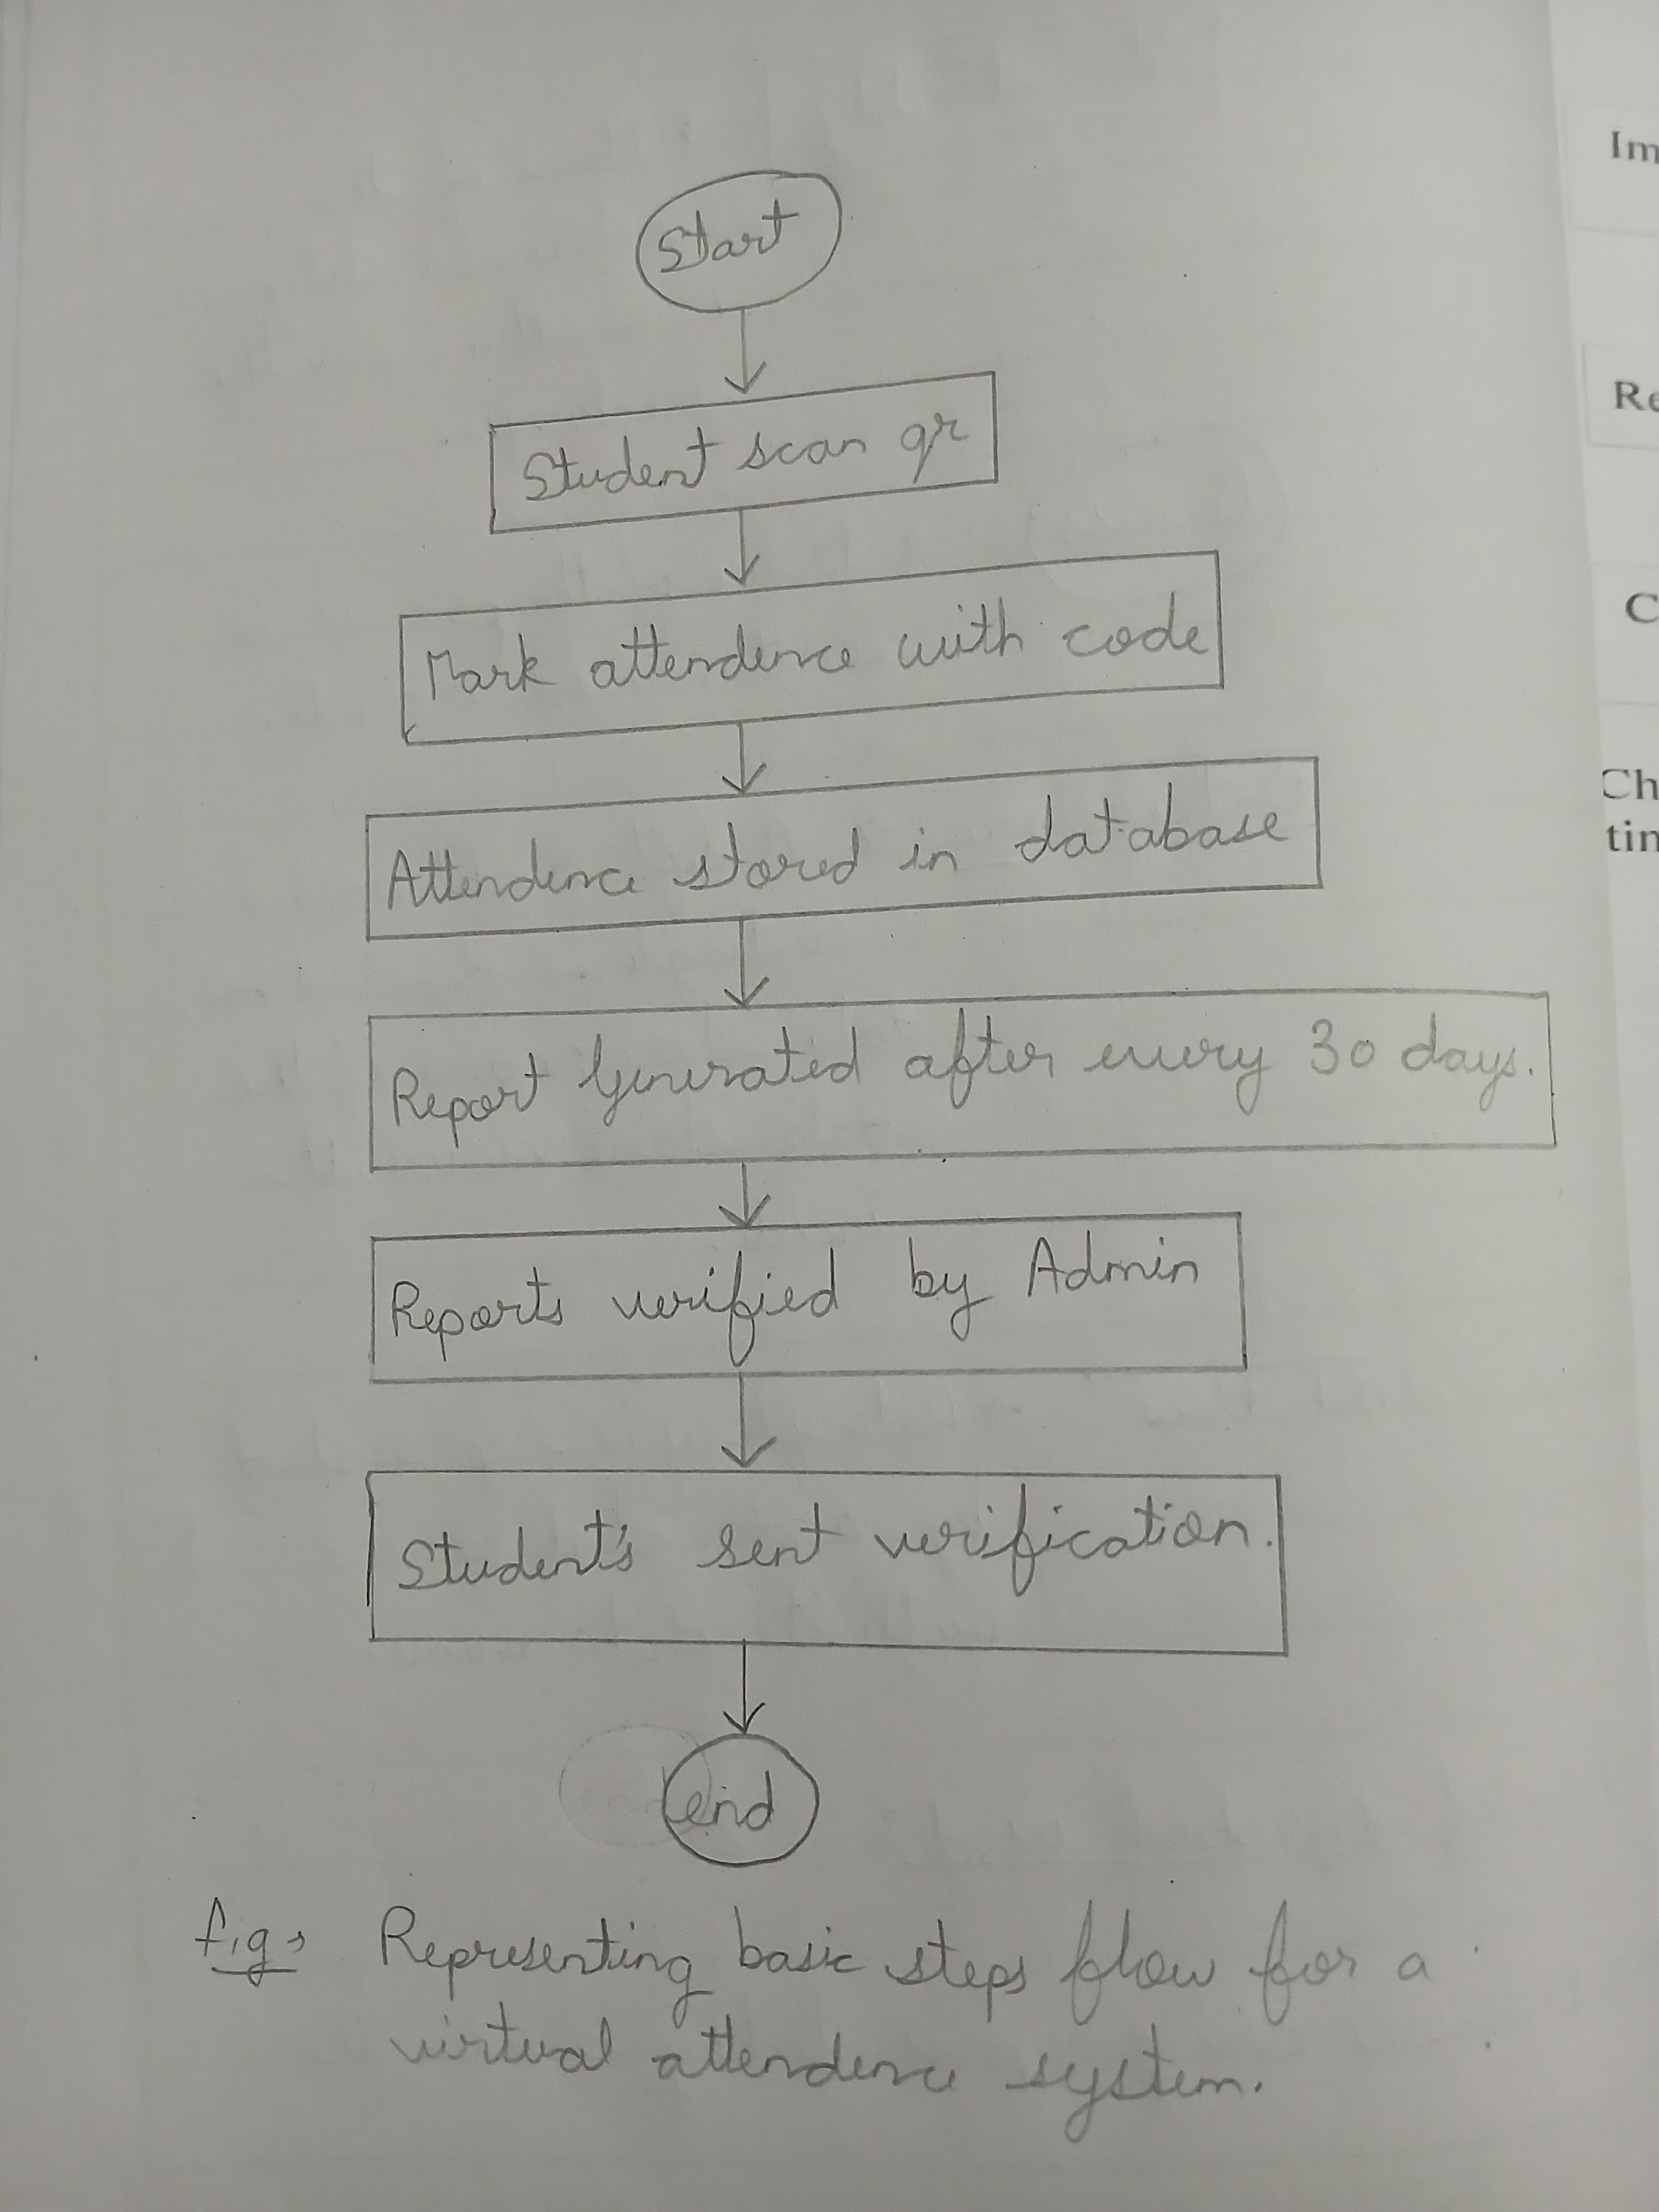 Start
Student scan qr
Mark attendence with code
Attendence stored in database
Report Generated after every 30 days.
Reports verified by Admin
Student's sent verification.
end
fig:
Representing basic steps flow for a
virtual attendence system.
Im
Re
C
Ch
tin